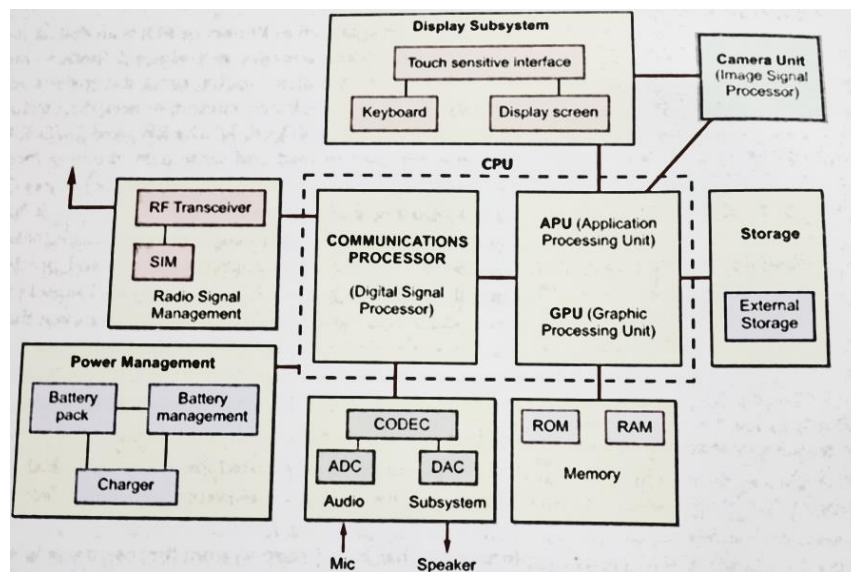 Display Subsystem
Touch sensitive interface
Keyboard
Display screen
Camera Unit
(Image Signal
Processor)
CPU
RF Transceiver
SIM
Radio Signal
Management
COMMUNICATIONS
PROCESSOR
(Digital Signal
Processor)
APU (Application
Processing Unit)
GPU (Graphic
Processing Unit)
Storage
External
Storage
Power Management
Battery
pack
Battery
management
Charger
CODEC
ADC
DAC
Audio
Subsystem
Mic
Speaker
ROM
RAM
Memory